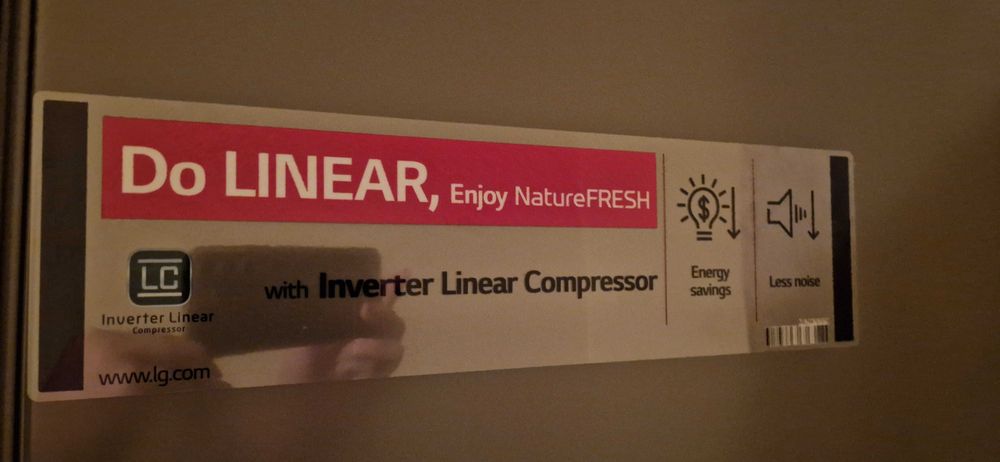 Do LINEAR, Enjoy NatureFRESH
LC
Inverter Linear
Compressor
with Inverter Linear Compressor
www.lg.com
$
Energy
savings
Less noise